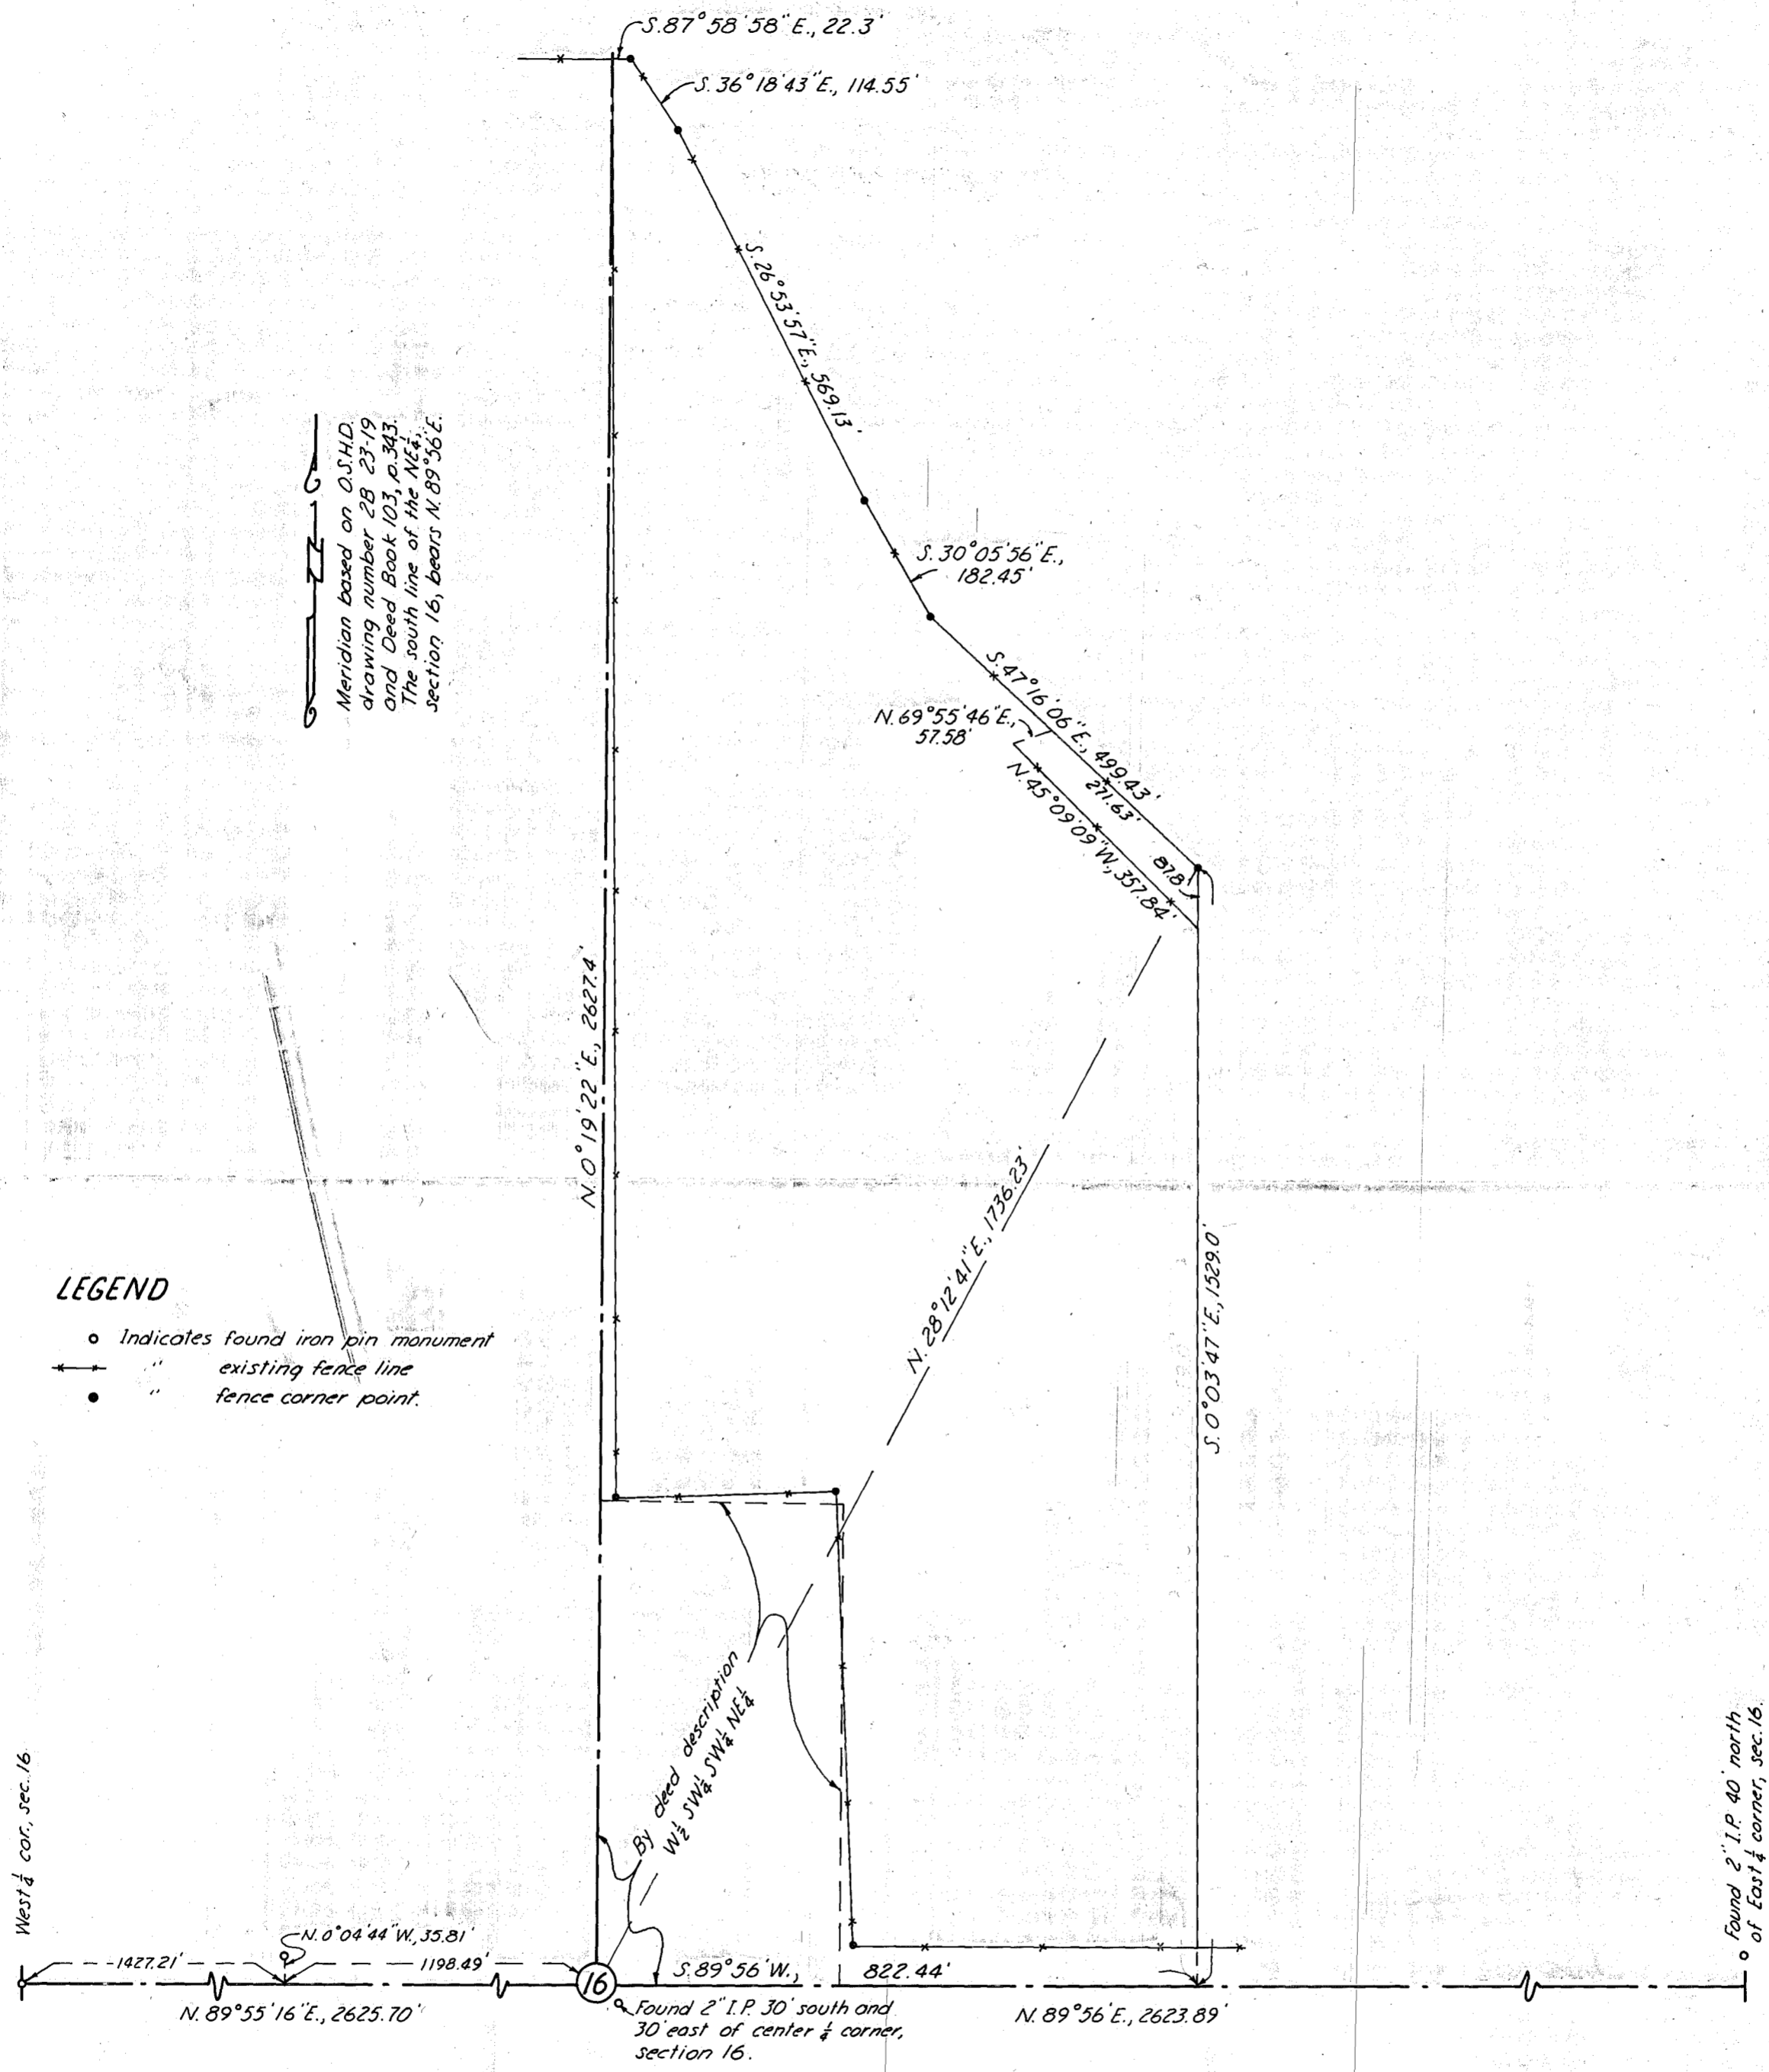 S. 87° 58' 58" E., 22.3'
S. 36° 18' 43" E., 114.55'
S. 26° 53' 57" E., 569.13'
Meridian based on O.S.H.D.
drawing number 2B 23-19
and Deed Book 103, p. 343.
The south line of the NE¼,
section 16, bears N. 89° 56' E.
S. 30° 05' 56" E.,
182.45'
S. 47° 16' 06" E., 499.43'
N. 69° 55' 46" E.,
57.58'
271.63'
N. 45° 09' 09" W., 357.84'
87.8'
N. 0° 19' 22" E., 2627.4'
N. 28° 12' 41" E., 1736.23'
S. 0° 03' 47" E., 1529.0'
LEGEND
Indicates found iron pin monument
" existing fence line
" fence corner point.
By deed description
W½ SW¼ SW¼ NE¼
West ¼ cor., sec. 16
N. 0° 04' 44" W., 35.81'
1427.21'
1198.49'
16
S. 89° 56' W., 822.44'
N. 89° 55' 16" E., 2625.70'
Found 2" I.P. 30' south and
30' east of center ¼ corner,
section 16.
N. 89° 56' E., 2623.89'
Found 2" I.P. 40' north
of East ¼ corner, sec. 16.